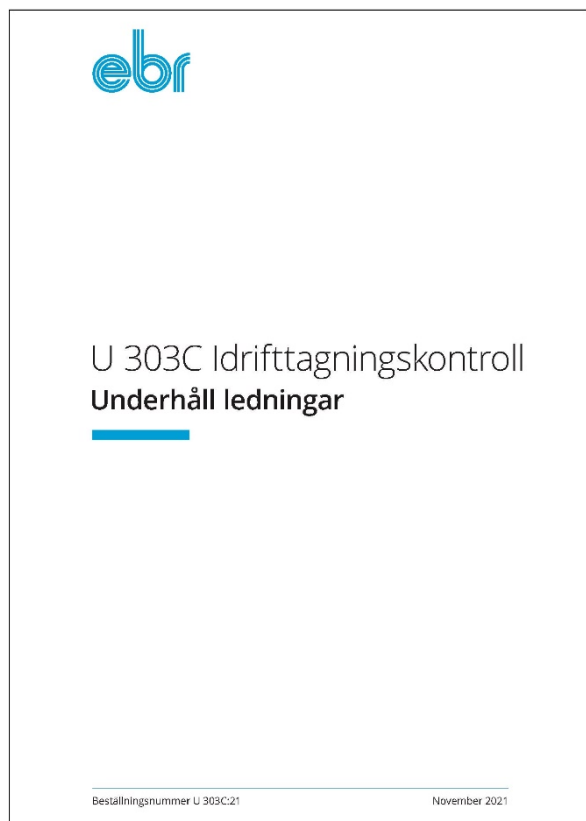 ebr
U 303C Idrifttagningskontroll
Underhåll ledningar
Beställningsnummer U 303C:21 November 2021